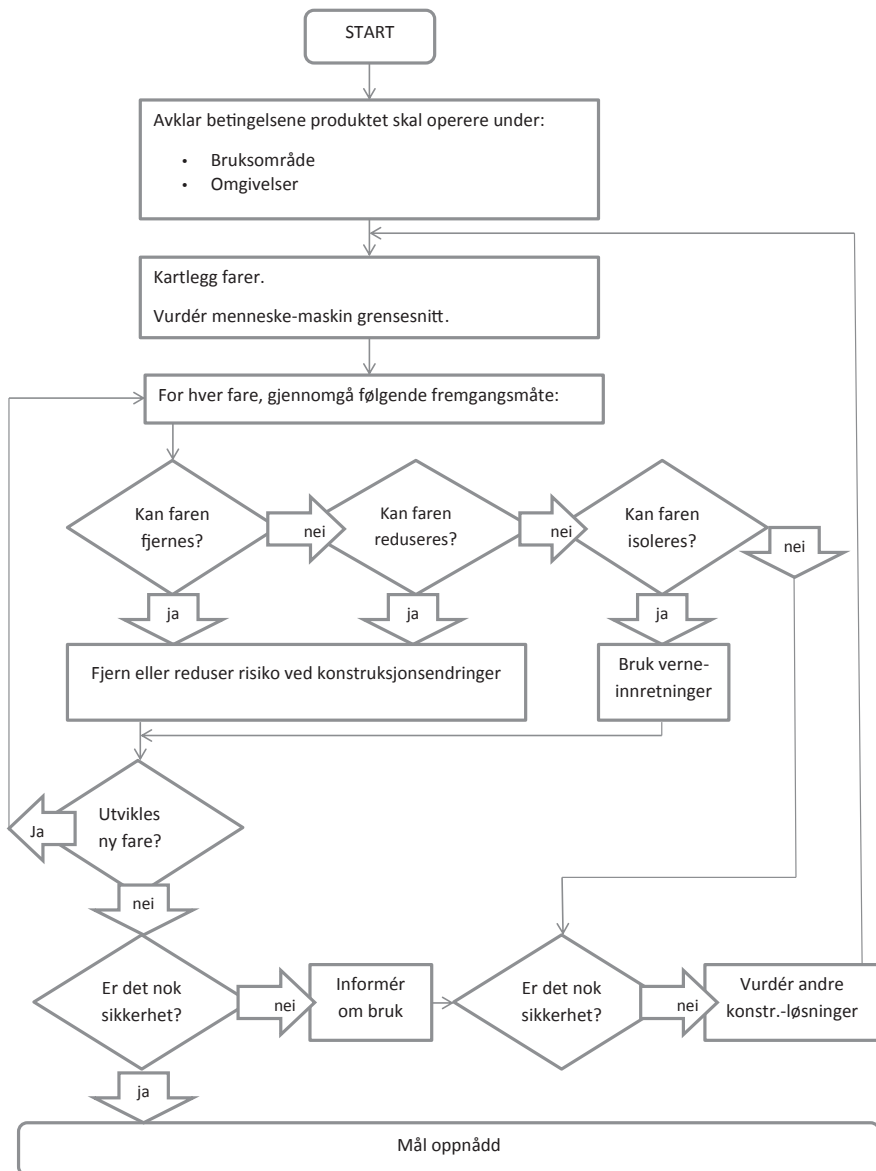 START
Avklar betingelsene produktet skal operere under:
• Bruksområde
• Omgivelser
Kartlegg farer.
Vurdér menneske-maskin grensesnitt.
For hver fare, gjennomgå følgende fremgangsmåte:
Kan faren
fjernes?
nei
Kan faren
reduseres?
nei
Kan faren
isoleres?
nei
ja
ja
ja
Fjern eller reduser risiko ved konstruksjonsendringer
Bruk verne-
innretninger
Utvikles
ny fare?
Ja
nei
Er det nok
sikkerhet?
nei
Informér
om bruk
Er det nok
sikkerhet?
nei
Vurdér andre
konstr.-løsninger
ja
Mål oppnådd